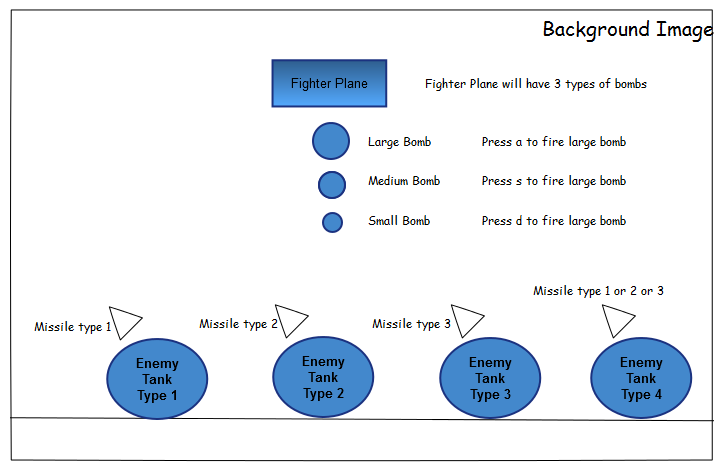 Background Image
Fighter Plane
Fighter Plane will have 3 types of bombs
Large Bomb
Press a to fire large bomb
Medium Bomb
Press s to fire large bomb
Small Bomb
Press d to fire large bomb
Missile type 1 or 2 or 3
Missile type 1
Missile type 2
Missile type 3
Enemy
Tank
Type 1
Enemy
Tank
Type 2
Enemy
Tank
Type 3
Enemy
Tank
Type 4